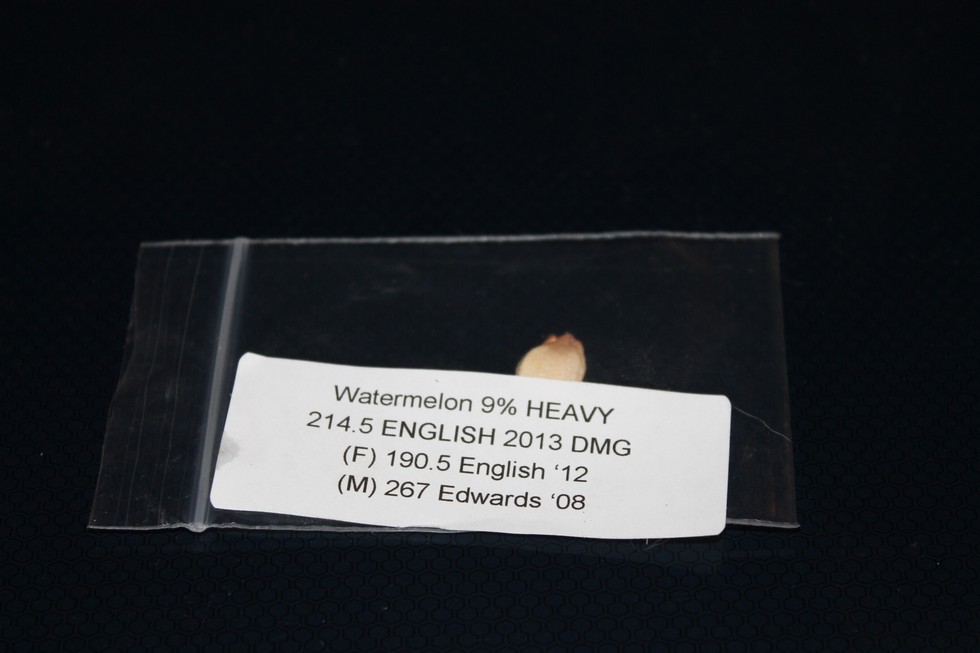 Watermelon 9% HEAVY
214.5 ENGLISH 2013 DMG
(F) 190.5 English ‘12
(M) 267 Edwards ‘08